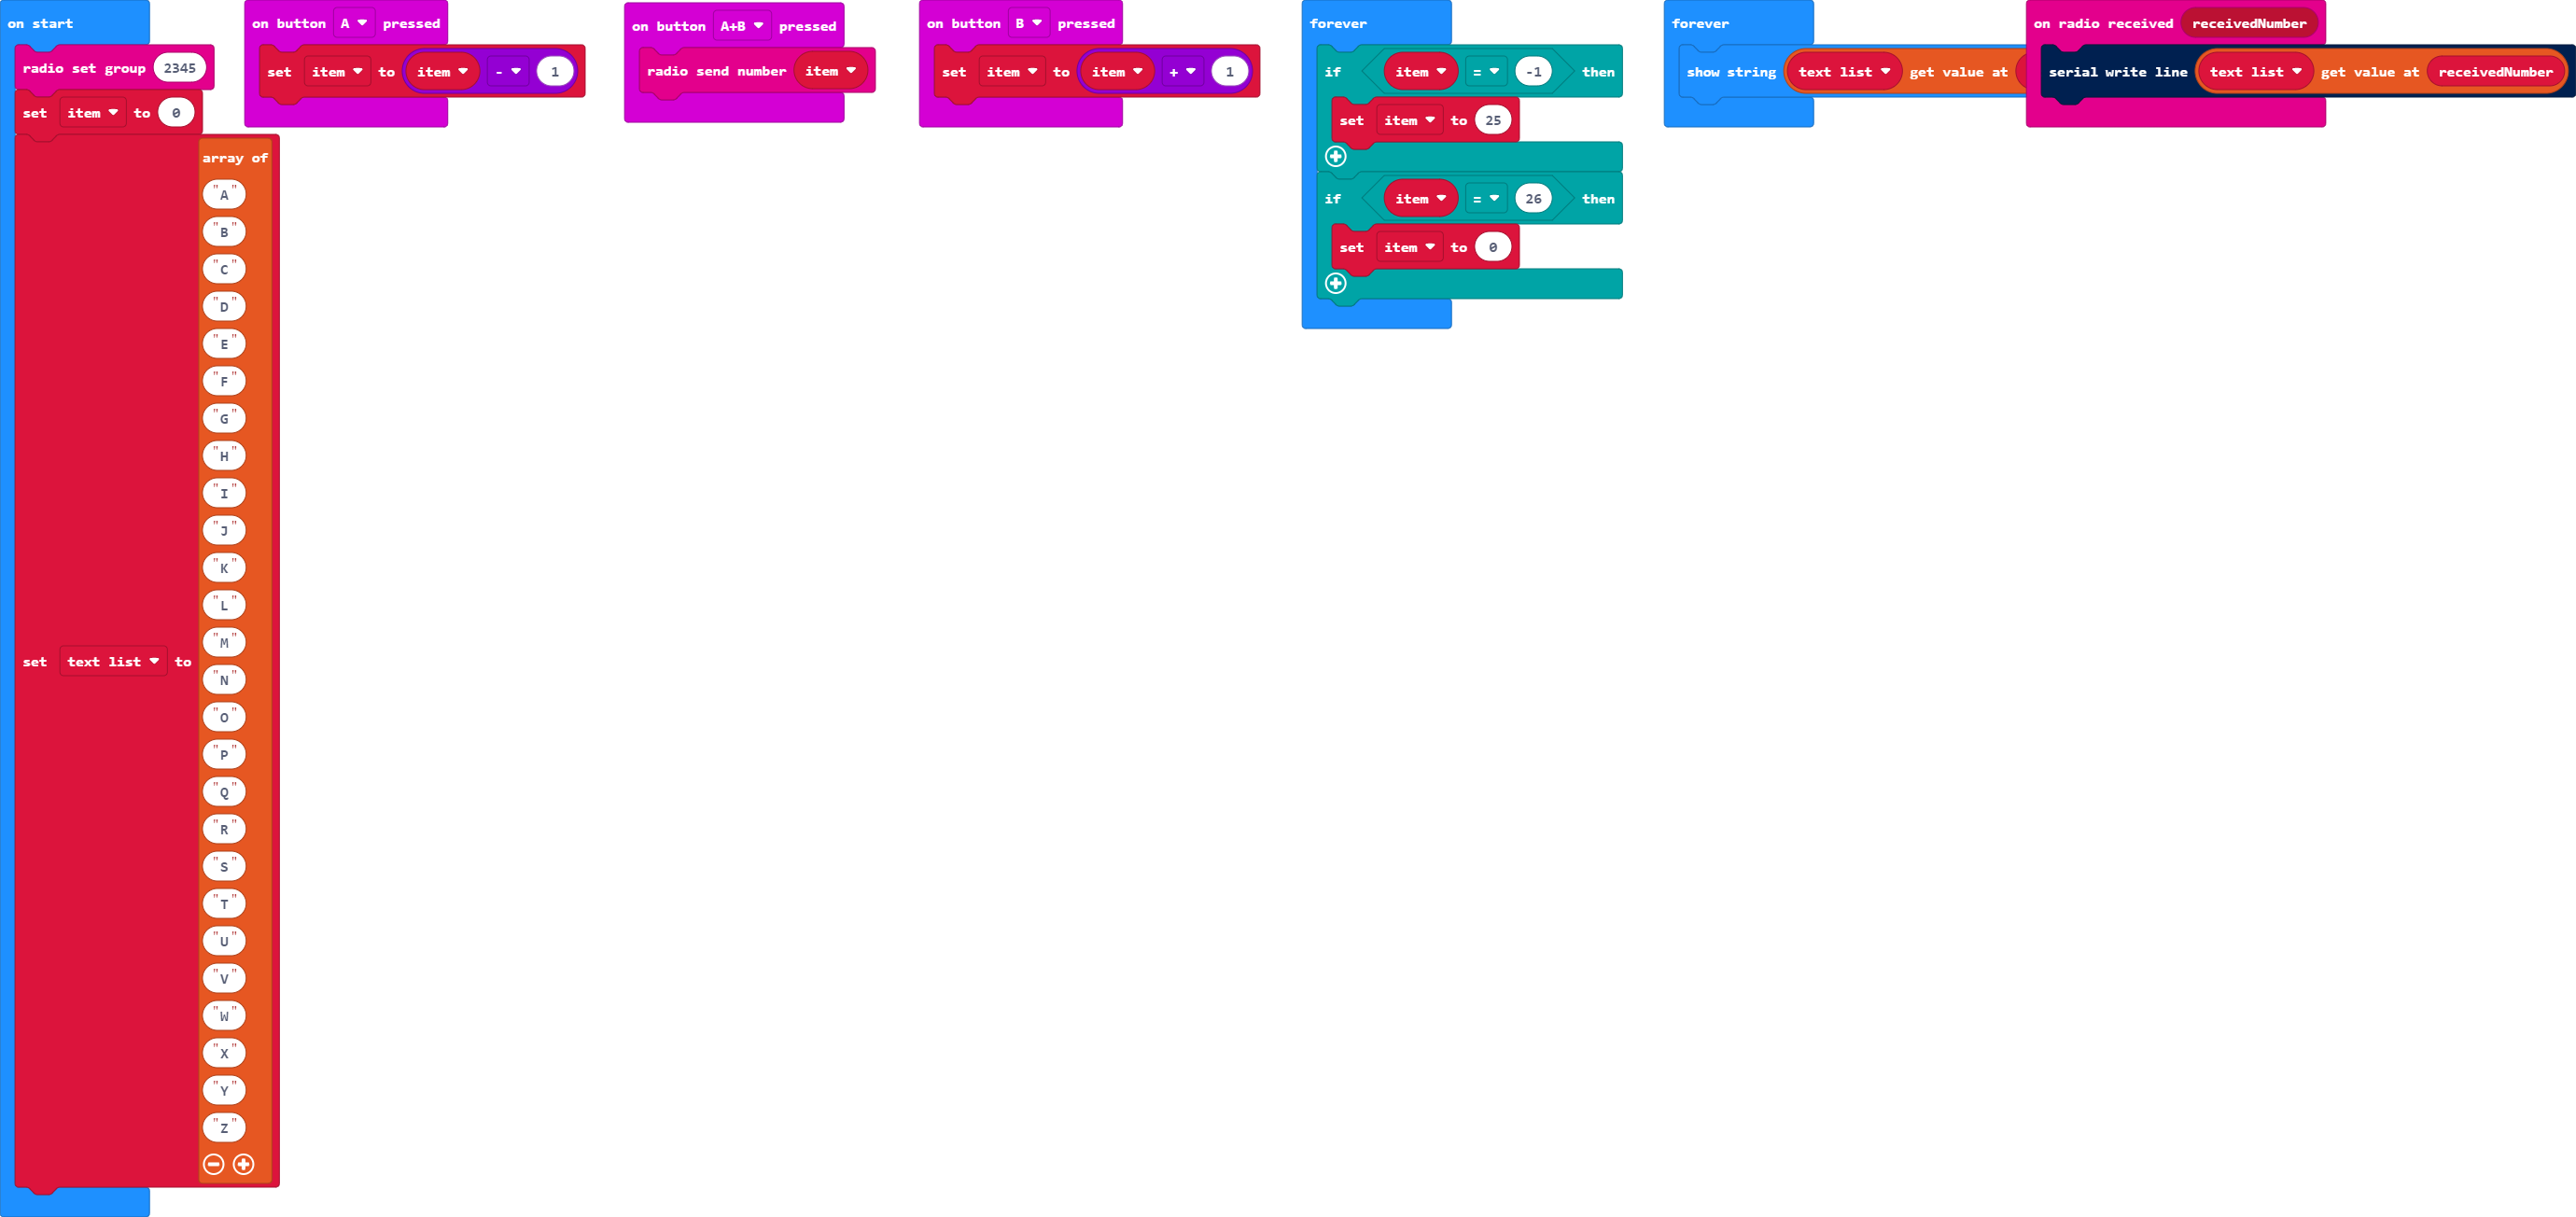 on start
radio set group 2345
set item to 0
set text list to
array of
"A"
"B"
"C"
"D"
"E"
"F"
"G"
"H"
"I"
"J"
"K"
"L"
"M"
"N"
"O"
"P"
"Q"
"R"
"S"
"T"
"U"
"V"
"W"
"X"
"Y"
"Z"
on button A pressed
set item to item - 1
on button A+B pressed
radio send number item
on button B pressed
set item to item + 1
forever
if item = -1 then
set item to 25
if item = 26 then
set item to 0
forever
show string text list get value at
on radio received receivedNumber
serial write line text list get value at receivedNumber